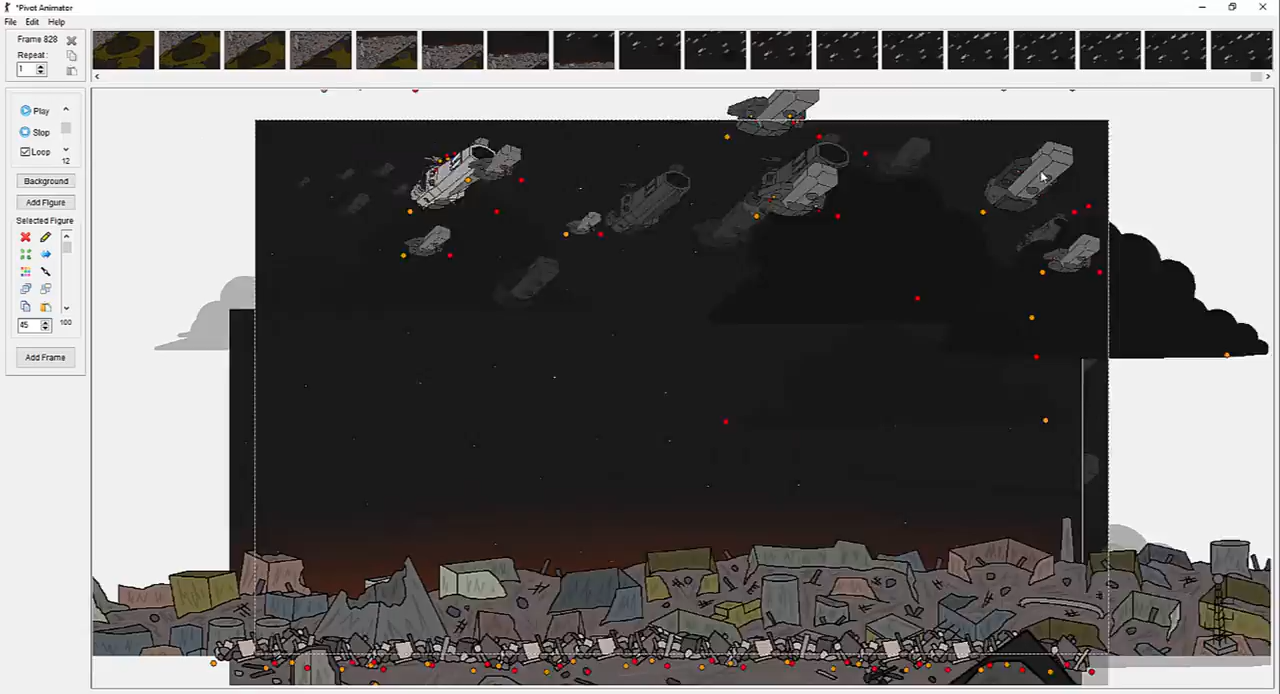 *Pivot Animator
File Edit Help
Frame 828
Repeat:
1
Play
Stop
Loop
12
Background
Add Figure
Selected Figure
45
100
Add Frame